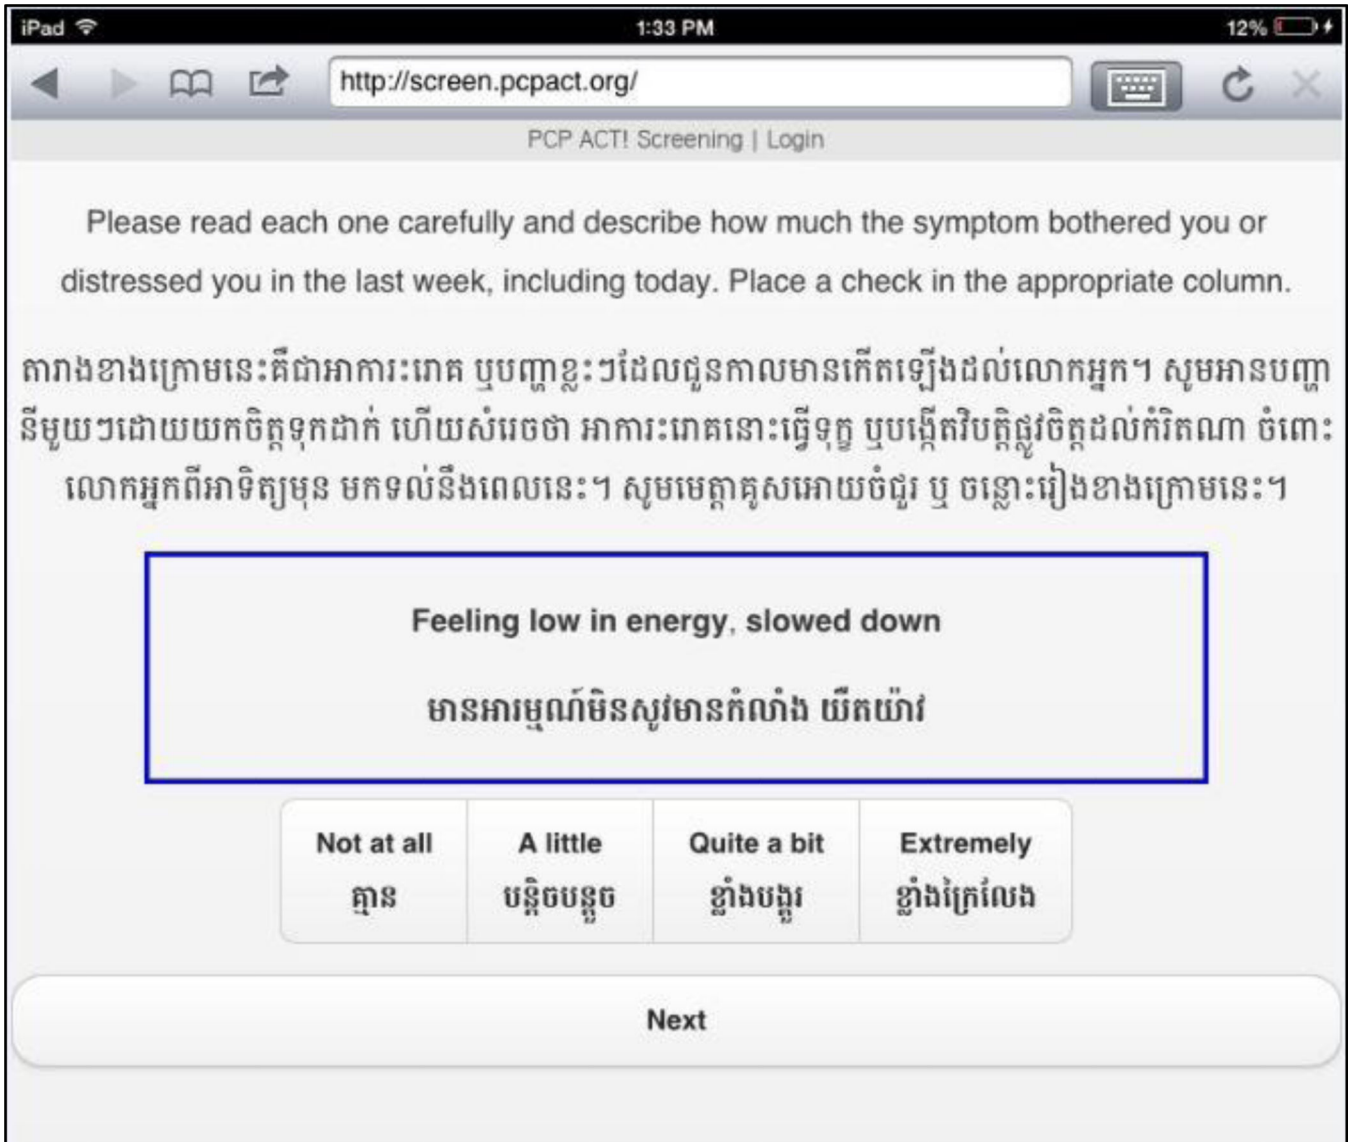 iPad 1:33 PM 12%
http://screen.pcpact.org/
PCP ACT! Screening | Login
Please read each one carefully and describe how much the symptom bothered you or
distressed you in the last week, including today. Place a check in the appropriate column.
តារាងខាងក្រោមនេះគឺជាអាការះរោគ ឬបញ្ហាខ្លះៗដែលជួនកាលមានកើតឡើងដល់លោកអ្នក។ សូមអានបញ្ហា
នីមួយៗដោយយកចិត្តទុកដាក់ ហើយសំរេចថា អាការះរោគនោះធ្វើទុក្ខ ឬបង្កើតវិបត្តិផ្លូវចិត្តដល់កំរិតណា ចំពោះ
លោកអ្នកពីអាទិត្យមុន មកទល់នឹងពេលនេះ។ សូមមេត្តាគូសអោយចំជួរ ឬ ចន្លោះរៀងខាងក្រោមនេះ។
Feeling low in energy, slowed down
មានអារម្មណ៍មិនសូវមានកំលាំង យឺតយ៉ាវ
Not at all A little Quite a bit Extremely
គ្មាន បន្តិចបន្តួច ខ្លាំងបង្គួរ ខ្លាំងក្រៃលែង
Next